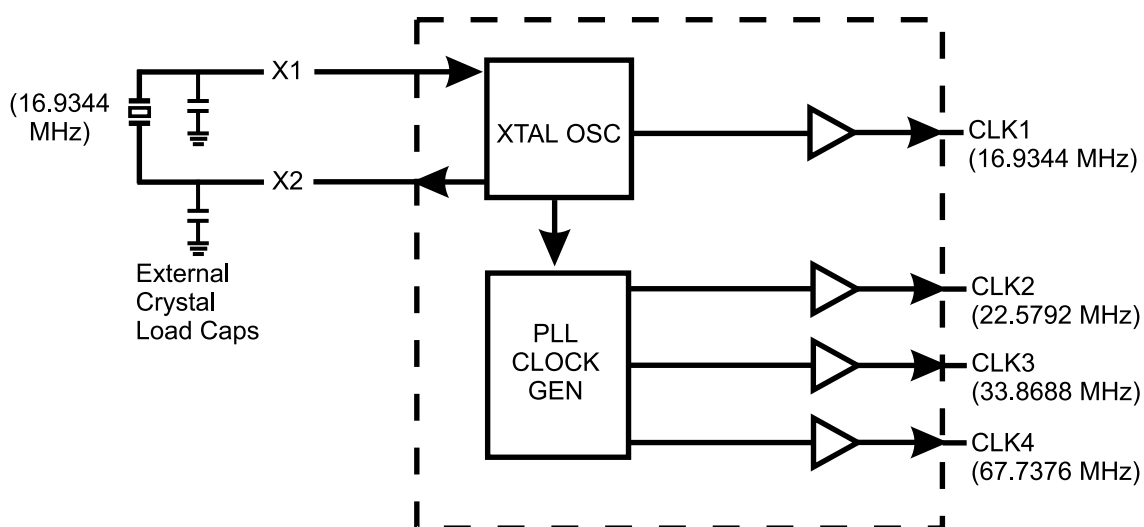 X1
(16.9344
MHz)
XTAL OSC
CLK1
(16.9344 MHz)
X2
External
Crystal
Load Caps
PLL
CLOCK
GEN
CLK2
(22.5792 MHz)
CLK3
(33.8688 MHz)
CLK4
(67.7376 MHz)